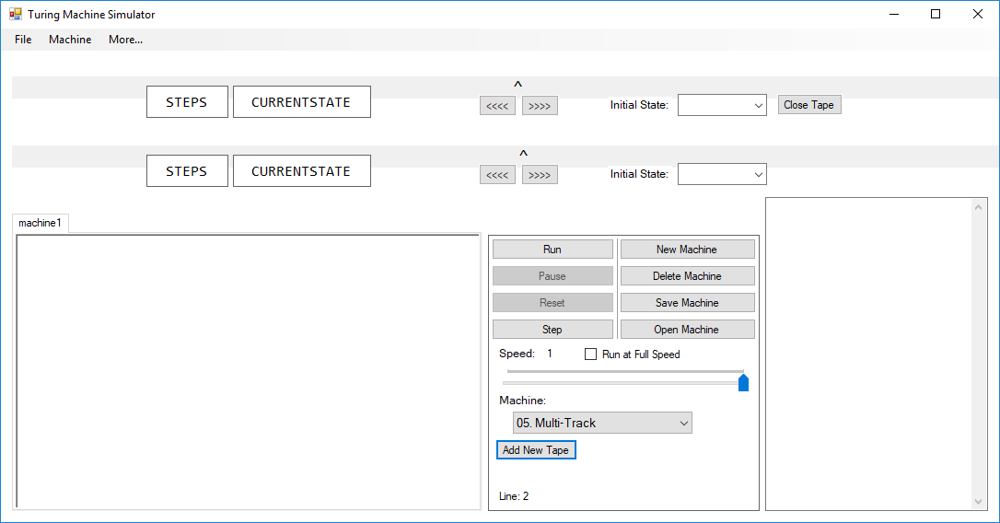 Turing Machine Simulator
File Machine More...
^
STEPS CURRENTSTATE <<<< >>>> Initial State: Close Tape
^
STEPS CURRENTSTATE <<<< >>>> Initial State:
machine1
Run New Machine
Pause Delete Machine
Reset Save Machine
Step Open Machine
Speed: 1 Run at Full Speed
Machine:
05. Multi-Track
Add New Tape
Line: 2